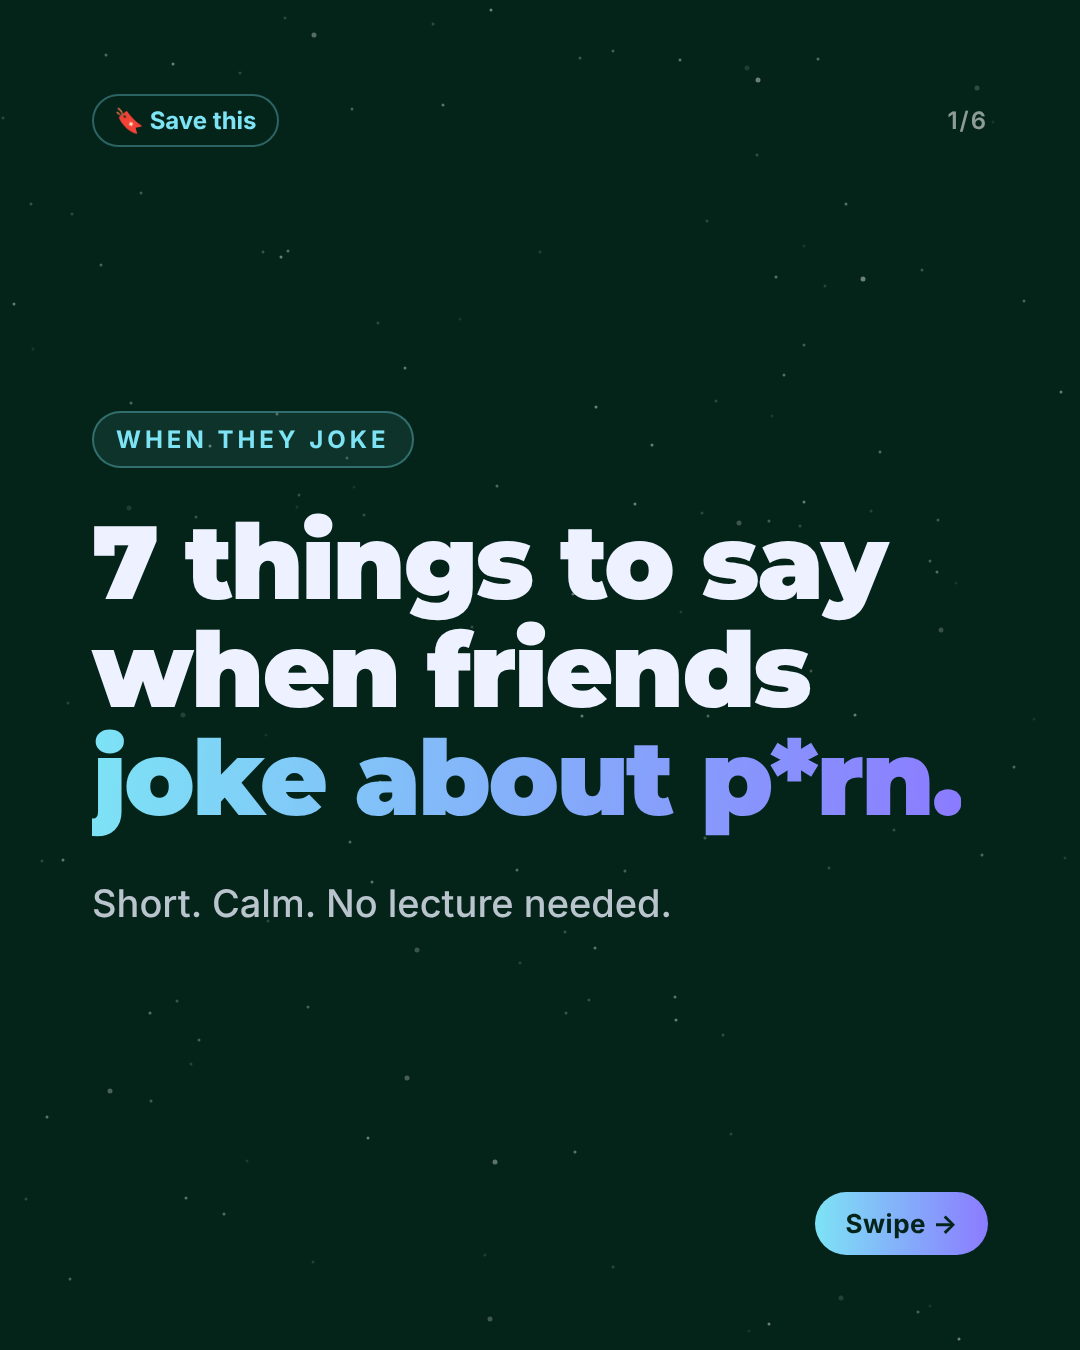 🔖 Save this
1/6
WHEN THEY JOKE
7 things to say
when friends
joke about p*rn.
Short. Calm. No lecture needed.
Swipe →